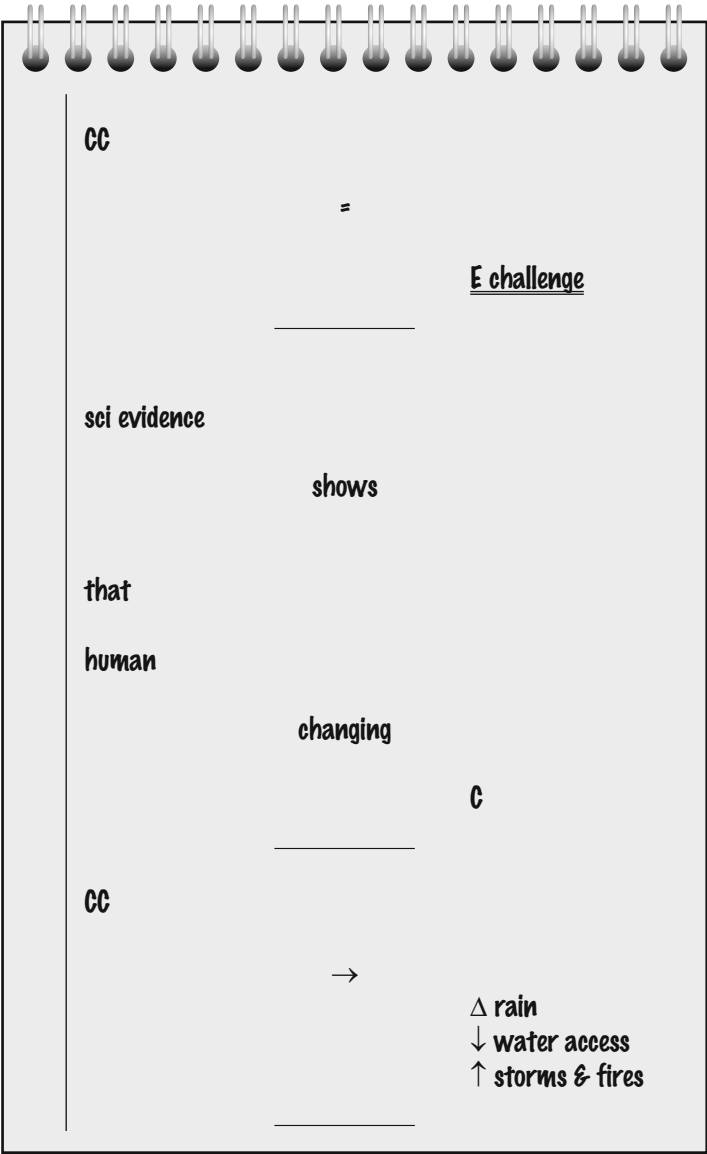 CC
=
E challenge
sci evidence
shows
that
human
changing
C
CC
→
Δ rain
↓ water access
↑ storms & fires